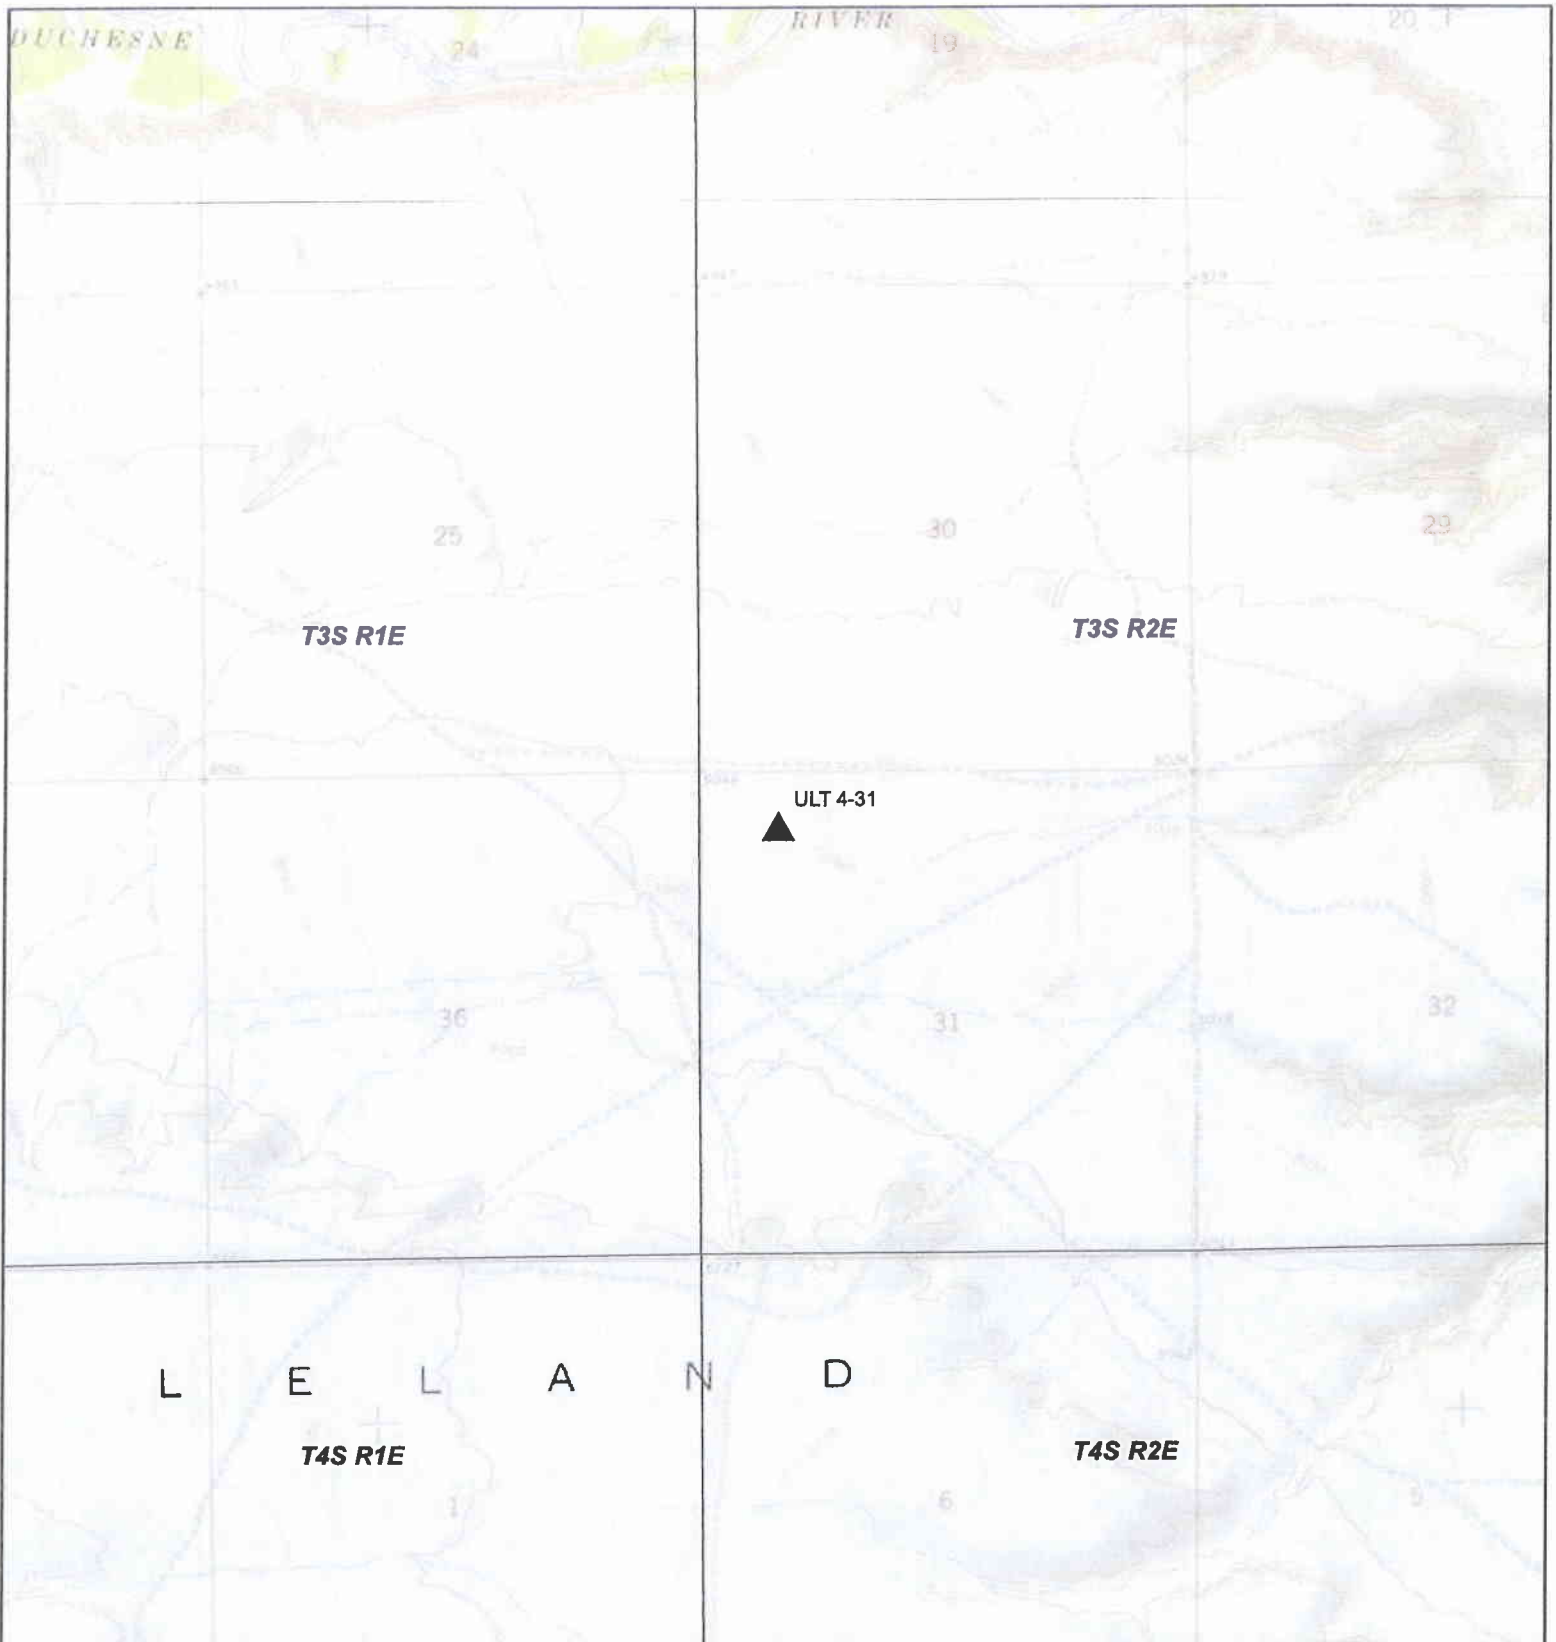 DUCHESNE RIVER
24 19 20
25 30 29
T3S R1E T3S R2E
ULT 4-31
36 31 32
L E L A N D
T4S R1E T4S R2E
1 6 5